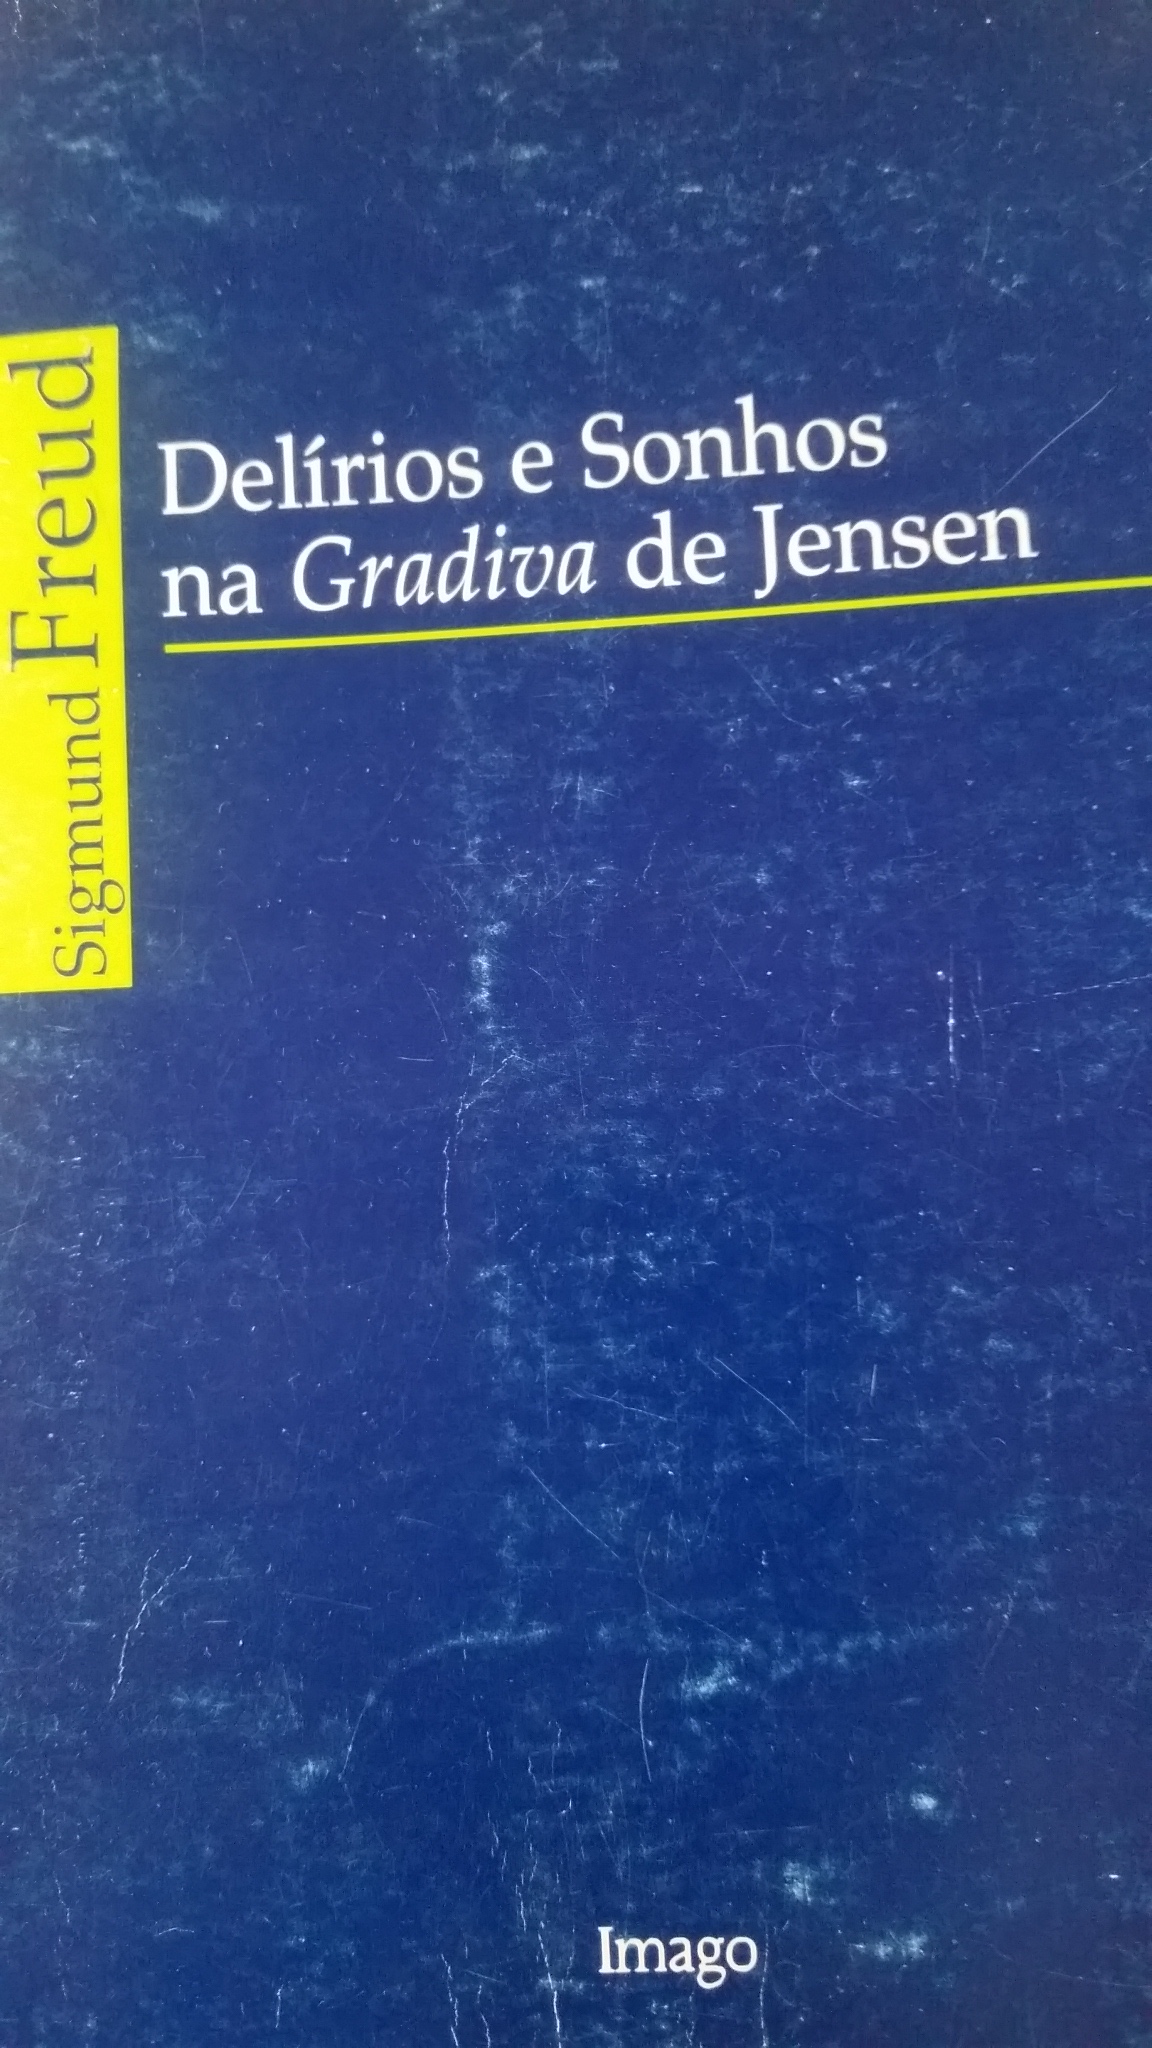 Sigmund Freud
Delírios e Sonhos
na Gradiva de Jensen
Imago